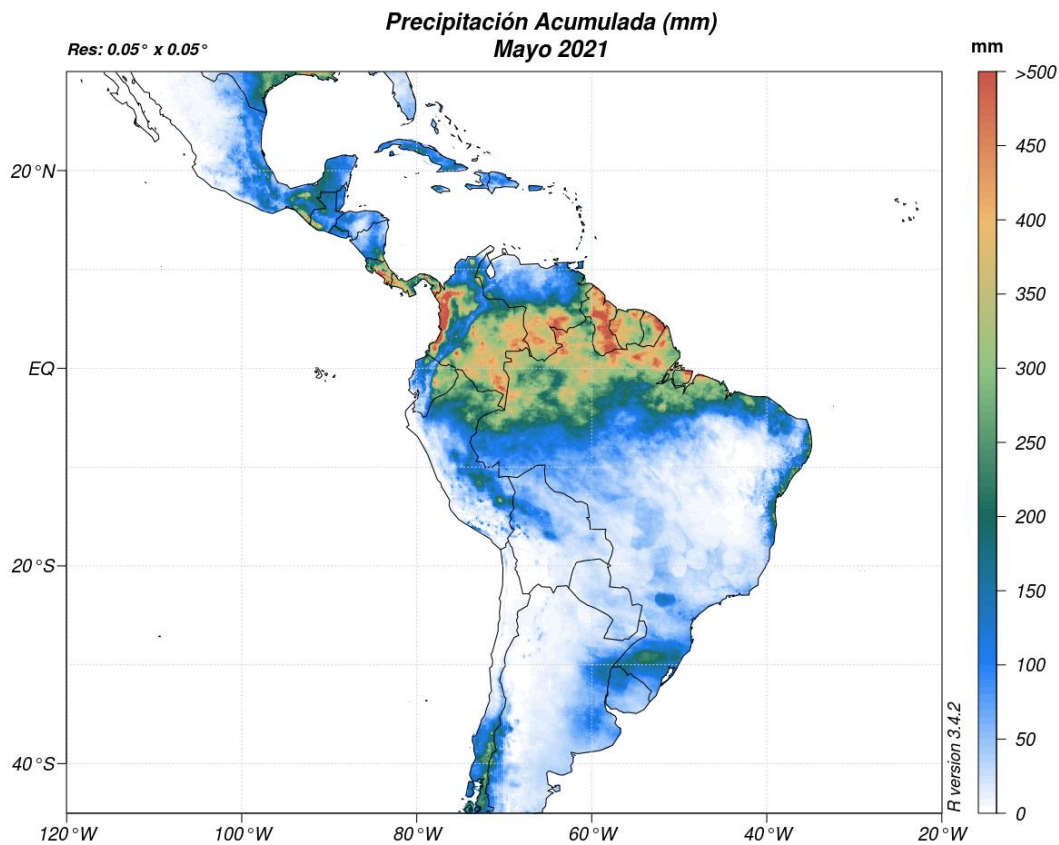 Precipitación Acumulada (mm)
Mayo 2021
Res: 0.05° x 0.05°
mm
>500
450
400
350
300
250
200
150
100
50
0
20°N
EQ
20°S
40°S
120°W
100°W
80°W
60°W
40°W
20°W
R version 3.4.2